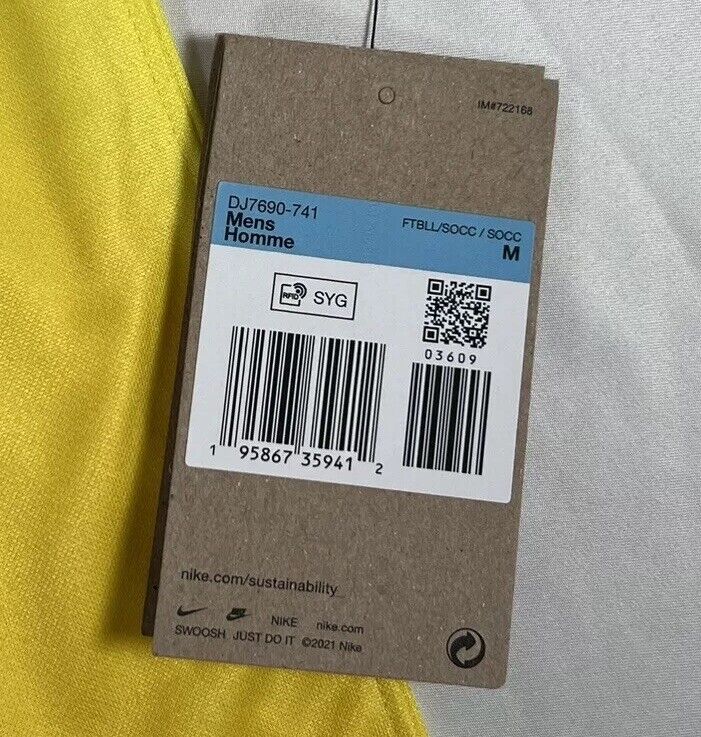 IM#722168
DJ7690-741
Mens
Homme
FTBLL/SOCC / SOCC
M
RFID SYG
03609
1 95867 35941 2
nike.com/sustainability
NIKE nike.com
SWOOSH JUST DO IT ©2021 Nike